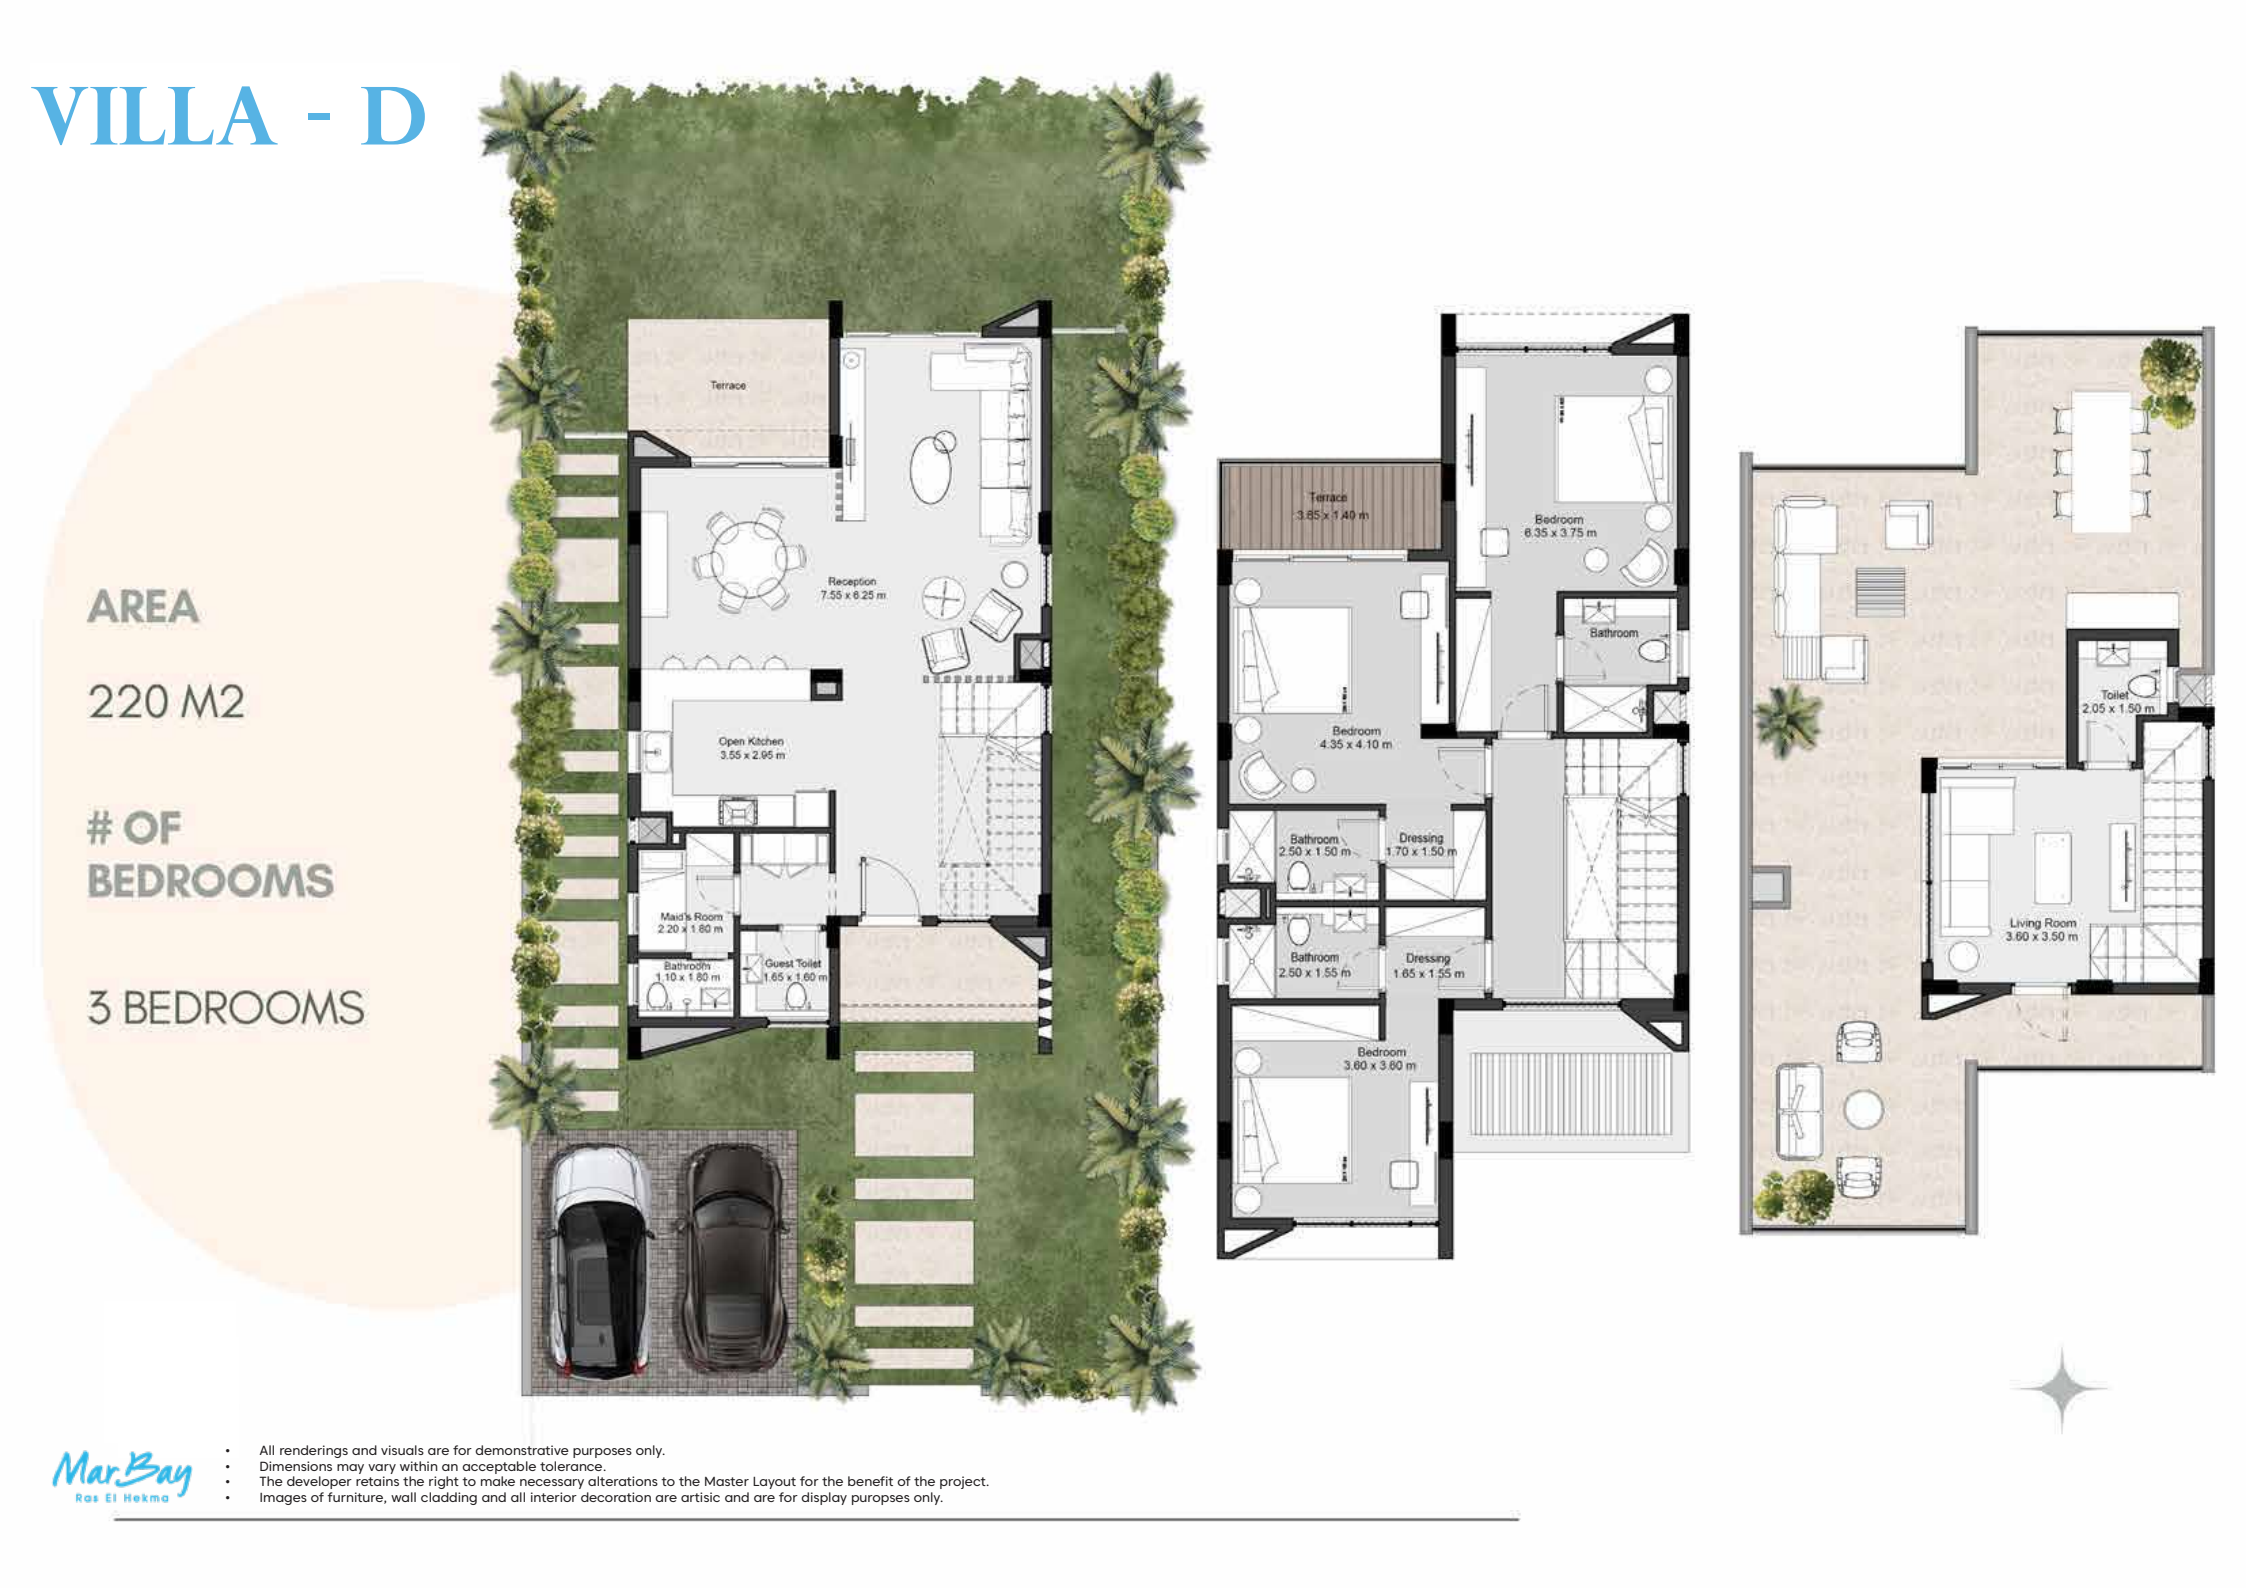 VILLA - D
AREA
220 M2
# OF
BEDROOMS
3 BEDROOMS
Terrace
Reception
7.55 x 6.25 m
Open Kitchen
3.55 x 2.95 m
Maid's Room
2.20 x 1.80 m
Bathroom
1.10 x 1.80 m
Guest Toilet
1.65 x 1.60 m
Terrace
3.65 x 1.40 m
Bedroom
6.35 x 3.75 m
Bathroom
Bedroom
4.35 x 4.10 m
Bathroom
2.50 x 1.50 m
Dressing
1.70 x 1.50 m
Bathroom
2.50 x 1.55 m
Dressing
1.65 x 1.55 m
Bedroom
3.60 x 3.60 m
Toilet
2.05 x 1.50 m
Living Room
3.60 x 3.50 m
Mar.Bay
Ras El Hekma
• All renderings and visuals are for demonstrative purposes only.
• Dimensions may vary within an acceptable tolerance.
• The developer retains the right to make necessary alterations to the Master Layout for the benefit of the project.
• Images of furniture, wall cladding and all interior decoration are artisic and are for display puropses only.